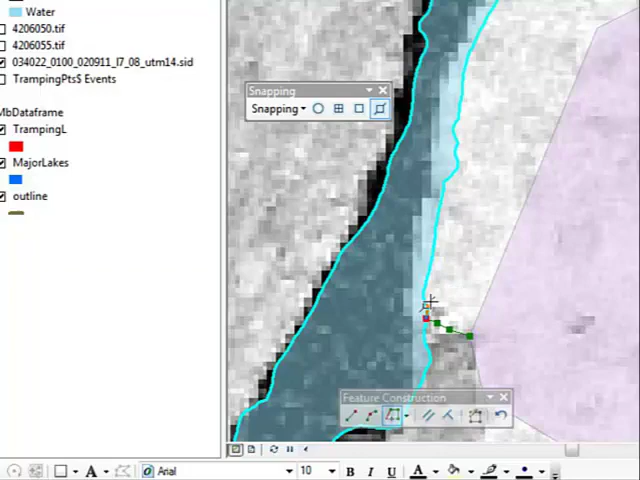 Water
4206050.tif
4206055.tif
034022_0100_020911_l7_08_utm14.sid
TrampingPts$ Events
MbDataframe
TrampingL
MajorLakes
outline
Snapping
Snapping
Feature Construction
A
Arial
10
B
I
U
A